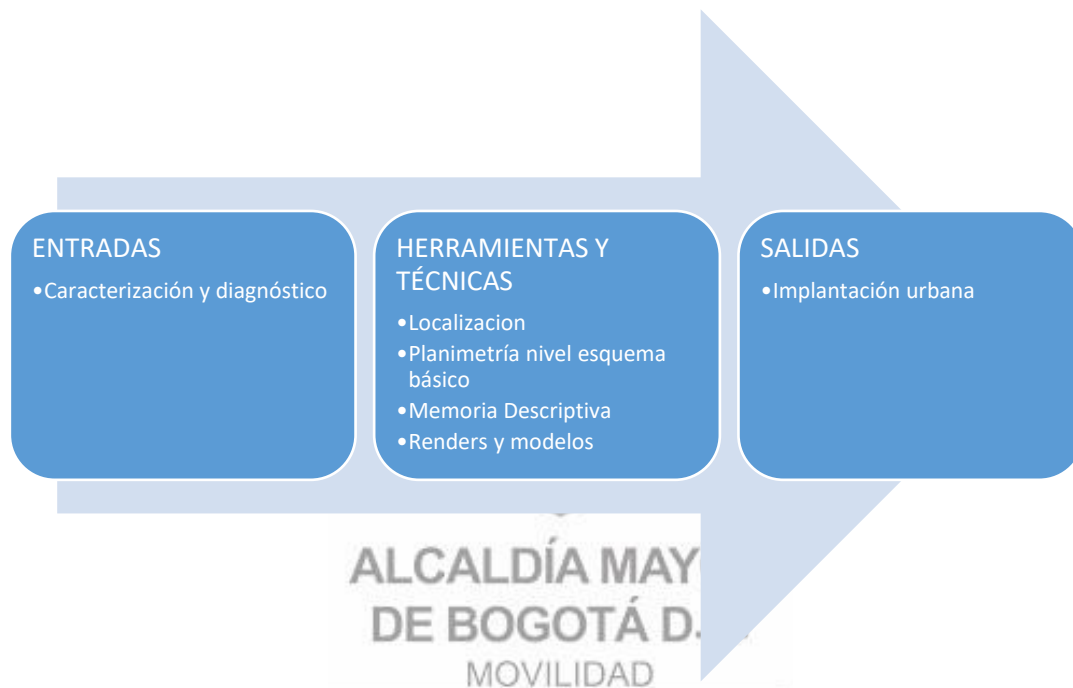 ENTRADAS
•Caracterización y diagnóstico
HERRAMIENTAS Y
TÉCNICAS
•Localizacion
•Planimetría nivel esquema
básico
•Memoria Descriptiva
•Renders y modelos
SALIDAS
•Implantación urbana
ALCALDÍA MAY
DE BOGOTÁ D.
MOVILIDAD